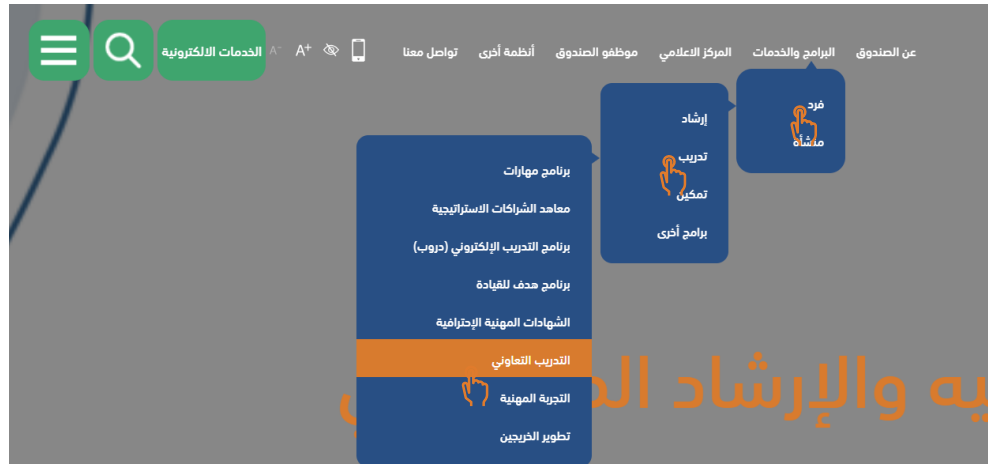 عن الصندوق البرامج والخدمات المركز الاعلامي موظفو الصندوق أنظمة أخرى تواصل معنا A+ A- الخدمات الالكترونية
فرد
منشأة
إرشاد
تدريب
تمكين
برامج أخرى
برنامج مهارات
معاهد الشراكات الاستراتيجية
برنامج التدريب الإلكتروني (دروب)
برنامج هدف للقيادة
الشهادات المهنية الإحترافية
التدريب التعاوني
التجربة المهنية
تطوير الخريجين
والإرشاد